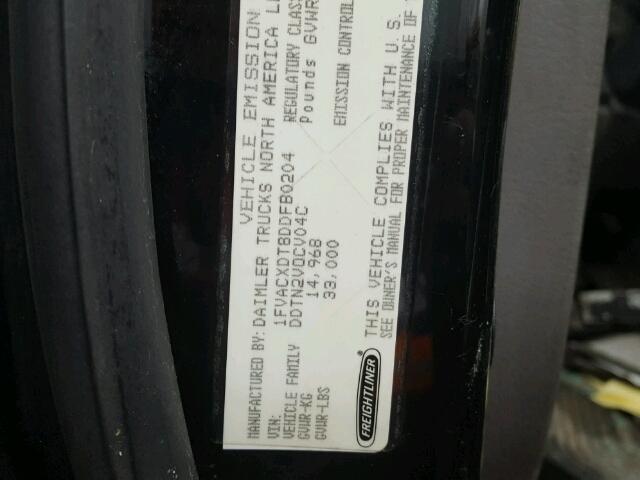 VEHICLE EMISSION
MANUFACTURED BY: DAIMLER TRUCKS NORTH AMERICA
VIN: 1FVACXDT8DDFB0204 REGULATORY CLASS
VEHICLE FAMILY DDTN2VOCV04C Pounds GVWR
GVWR-KG 14,968
GVWR-LBS 33,000 EMISSION CONTROL
THIS VEHICLE COMPLIES WITH U.S.
SEE OWNER'S MANUAL FOR PROPER MAINTENANCE OF
FREIGHTLINER